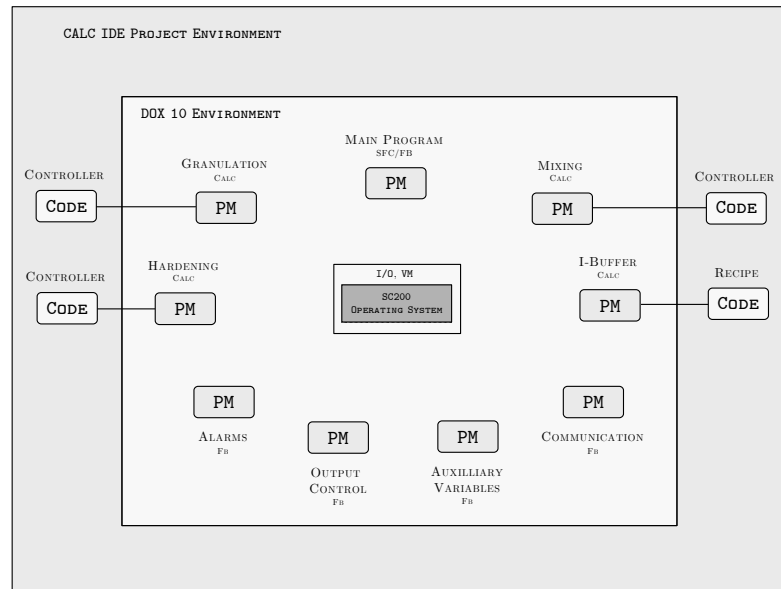 CALC IDE PROJECT ENVIRONMENT
DOX 10 ENVIRONMENT
MAIN PROGRAM
SFC/FB
PM
GRANULATION
CALC
PM
MIXING
CALC
PM
CONTROLLER
CODE
CONTROLLER
CODE
HARDENING
CALC
PM
I-BUFFER
CALC
PM
CONTROLLER
CODE
RECIPE
CODE
I/O, VM
SC200
OPERATING SYSTEM
PM
ALARMS
FB
PM
OUTPUT
CONTROL
FB
PM
AUXILLIARY
VARIABLES
FB
PM
COMMUNICATION
FB